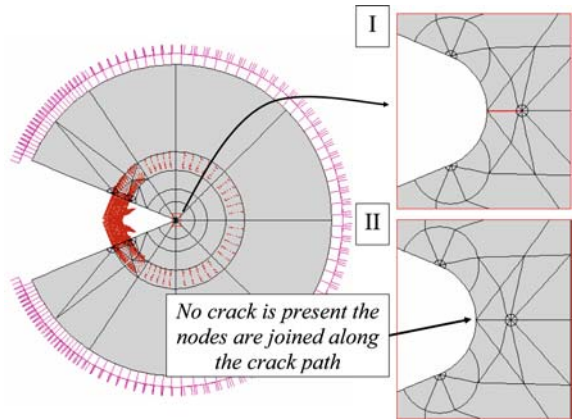 I
II
No crack is present the
nodes are joined along
the crack path